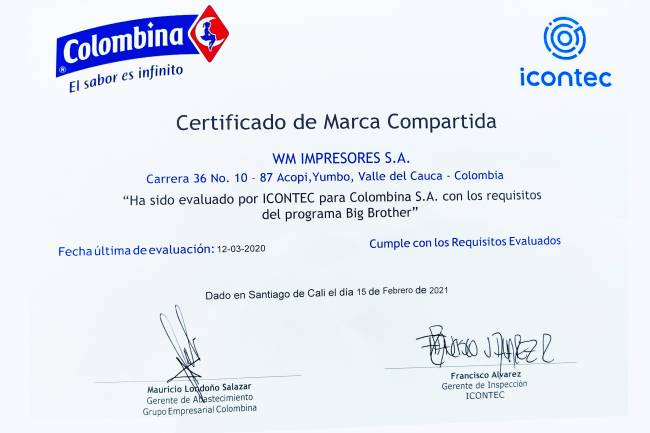 Colombina
®
El sabor es infinito
icontec
Certificado de Marca Compartida
WM IMPRESORES S.A.
Carrera 36 No. 10 - 87 Acopi,Yumbo, Valle del Cauca - Colombia
“Ha sido evaluado por ICONTEC para Colombina S.A. con los requisitos
del programa Big Brother”
Fecha última de evaluación: 12-03-2020
Cumple con los Requisitos Evaluados
Dado en Santiago de Cali el día 15 de Febrero de 2021
Mauricio Londoño Salazar
Gerente de Abastecimiento
Grupo Empresarial Colombina
Francisco Alvarez
Gerente de Inspección
ICONTEC